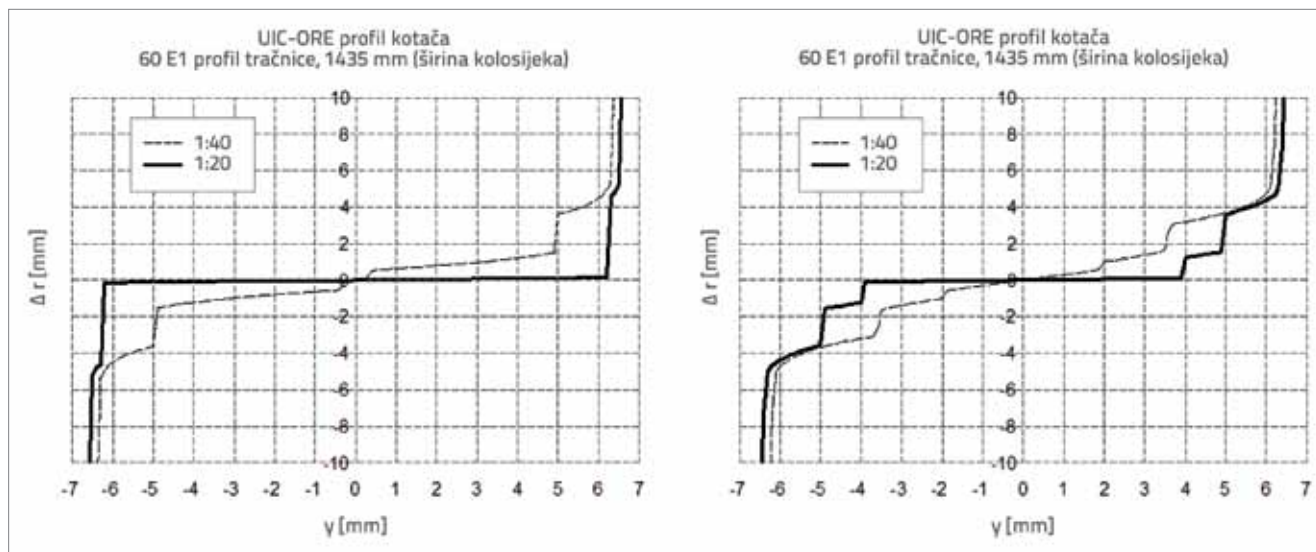 UIC-ORE profil kotača
60 E1 profil tračnice, 1435 mm (širina kolosijeka)
10
8
6
4
2
0
-2
-4
-6
-8
-10
1:40
1:20
Δ r [mm]
-7 -6 -5 -4 -3 -2 -1 0 1 2 3 4 5 6 7
y [mm]
UIC-ORE profil kotača
60 E1 profil tračnice, 1435 mm (širina kolosijeka)
10
8
6
4
2
0
-2
-4
-6
-8
-10
1:40
1:20
Δ r [mm]
-7 -6 -5 -4 -3 -2 -1 0 1 2 3 4 5 6 7
y [mm]